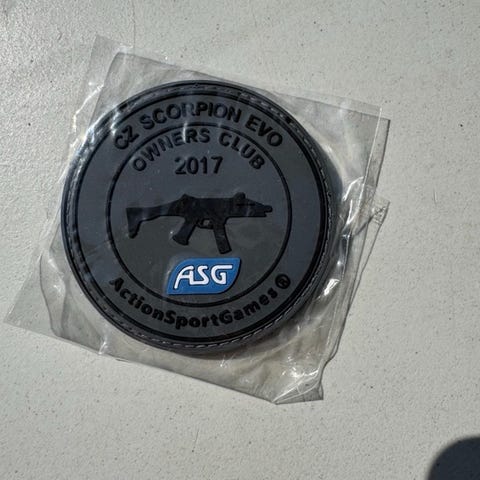 CZ SCORPION EVO
OWNERS CLUB
2017
ASG
ActionSportGames®